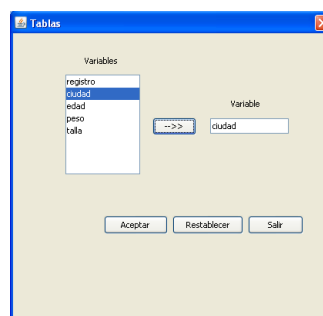 Tablas
Variables
registro
ciudad
edad
peso
talla
-->>
Variable
ciudad
Aceptar
Restablecer
Salir